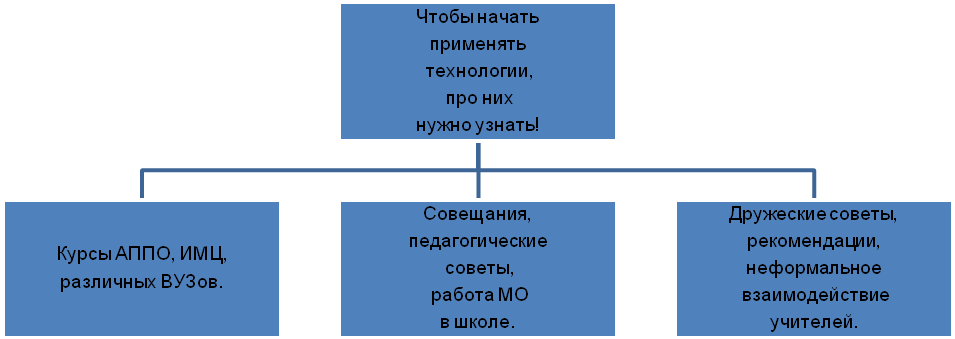 Чтобы начать
применять
технологии,
про них
нужно узнать!
Курсы АППО, ИМЦ,
различных ВУЗов.
Совещания,
педагогические
советы,
работа МО
в школе.
Дружеские советы,
рекомендации,
неформальное
взаимодействие
учителей.